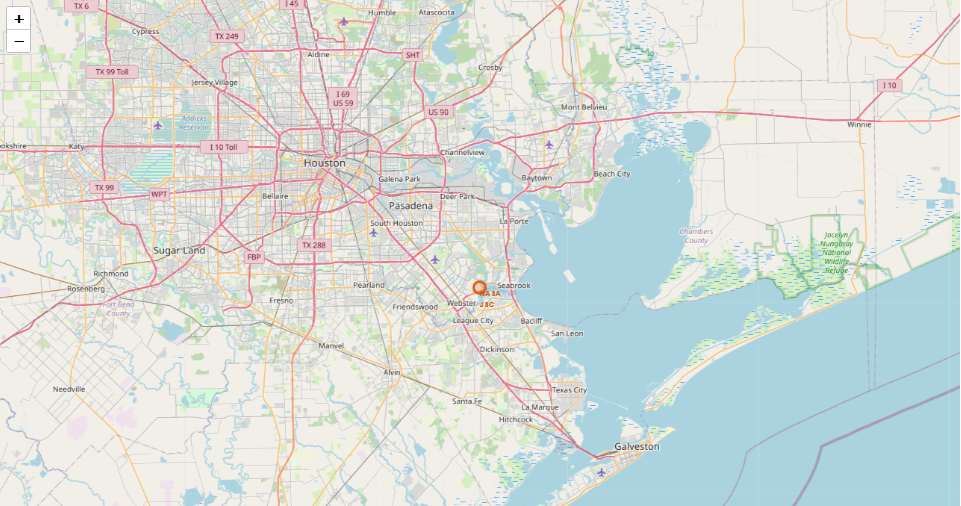 +
−
TX 6
I 45
Humble
Atascocita
Cypress
TX 249
Aldine
SHT
Crosby
TX 99 Toll
Jersey Village
I 69
US 59
US 90
Mont Belvieu
I 10
Addicks
Reservoir
Winnie
okshire
Katy
I 10 Toll
Houston
Channelview
Galena Park
Baytown
Beach City
TX 99
WPT
Bellaire
Deer Park
Pasadena
South Houston
La Porte
Sugar Land
TX 288
FBP
Chambers
County
Jocelyn
Nungaray
National
Wildlife
Refuge
Richmond
Rosenberg
Pearland
Seabrook
Fort Bend
County
Fresno
Friendswood
Webster
J8C
League City
Bacliff
San Leon
Manvel
Dickinson
Alvin
Needville
Texas City
Santa Fe
La Marque
Hitchcock
Galveston